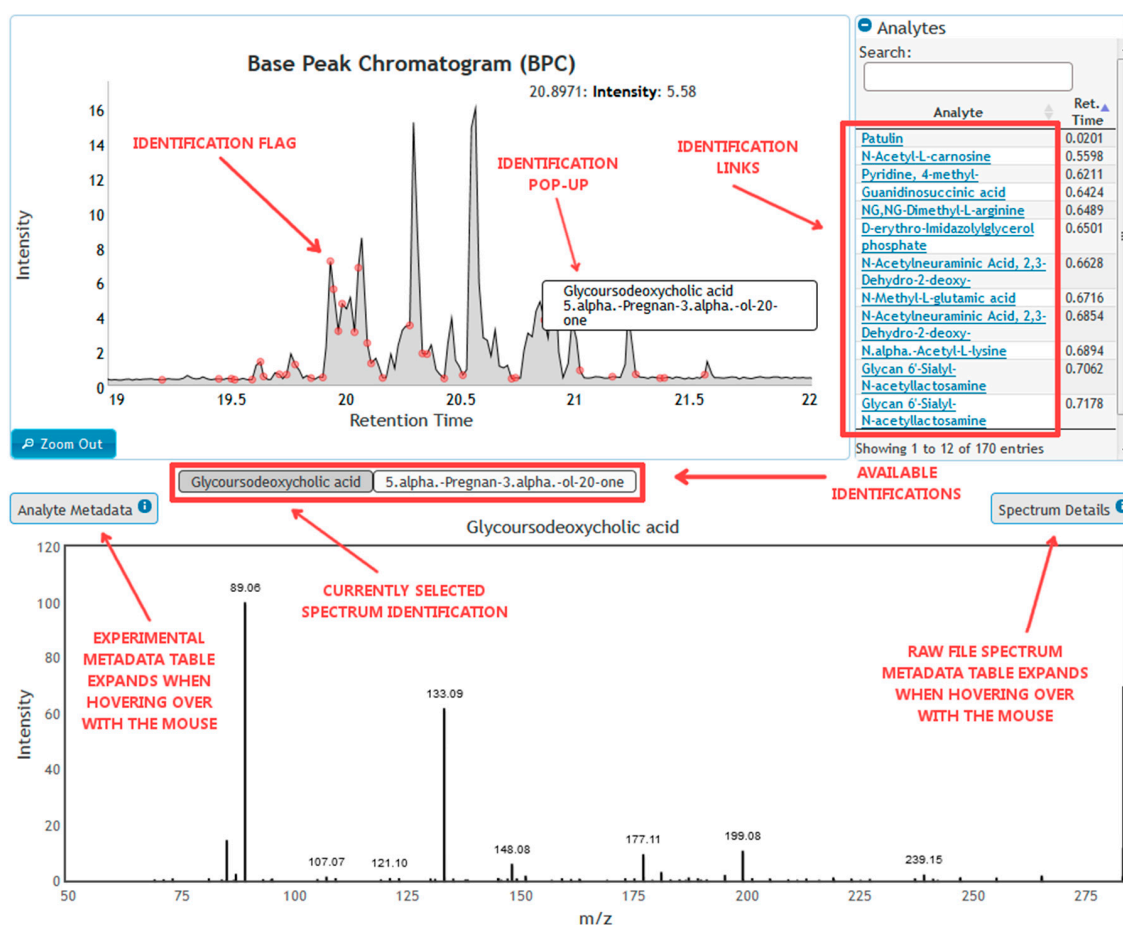 Base Peak Chromatogram (BPC)
20.8971: Intensity: 5.58
Intensity
16
14
12
10
8
6
4
2
0
19
19.5
20
20.5
21
21.5
22
Retention Time
IDENTIFICATION FLAG
IDENTIFICATION
POP-UP
IDENTIFICATION
LINKS
Glycoursodeoxycholic acid
5.alpha.-Pregnan-3.alpha.-ol-20-
one
Zoom Out
Analytes
Search:
Analyte
Ret.
Time
Patulin 0.0201
N-Acetyl-L-carnosine 0.5598
Pyridine, 4-methyl- 0.6211
Guanidinosuccinic acid 0.6424
NG,NG-Dimethyl-L-arginine 0.6489
D-erythro-Imidazolylglycerol 0.6501
phosphate
N-Acetylneuraminic Acid, 2,3- 0.6628
Dehydro-2-deoxy-
N-Methyl-L-glutamic acid 0.6716
N-Acetylneuraminic Acid, 2,3- 0.6854
Dehydro-2-deoxy-
N.alpha.-Acetyl-L-lysine 0.6894
Glycan 6'-Sialyl- 0.7062
N-acetyllactosamine
Glycan 6'-Sialyl- 0.7178
N-acetyllactosamine
Showing 1 to 12 of 170 entries
Glycoursodeoxycholic acid
5.alpha.-Pregnan-3.alpha.-ol-20-one
AVAILABLE
IDENTIFICATIONS
Analyte Metadata
Spectrum Details
Glycoursodeoxycholic acid
CURRENTLY SELECTED
SPECTRUM IDENTIFICATION
EXPERIMENTAL
METADATA TABLE
EXPANDS WHEN
HOVERING OVER
WITH THE MOUSE
RAW FILE SPECTRUM
METADATA TABLE EXPANDS
WHEN HOVERING OVER
WITH THE MOUSE
Intensity
120
100
80
60
40
20
0
89.06
107.07
121.10
133.09
148.08
177.11
199.08
239.15
50
75
100
125
150
175
200
225
250
275
m/z